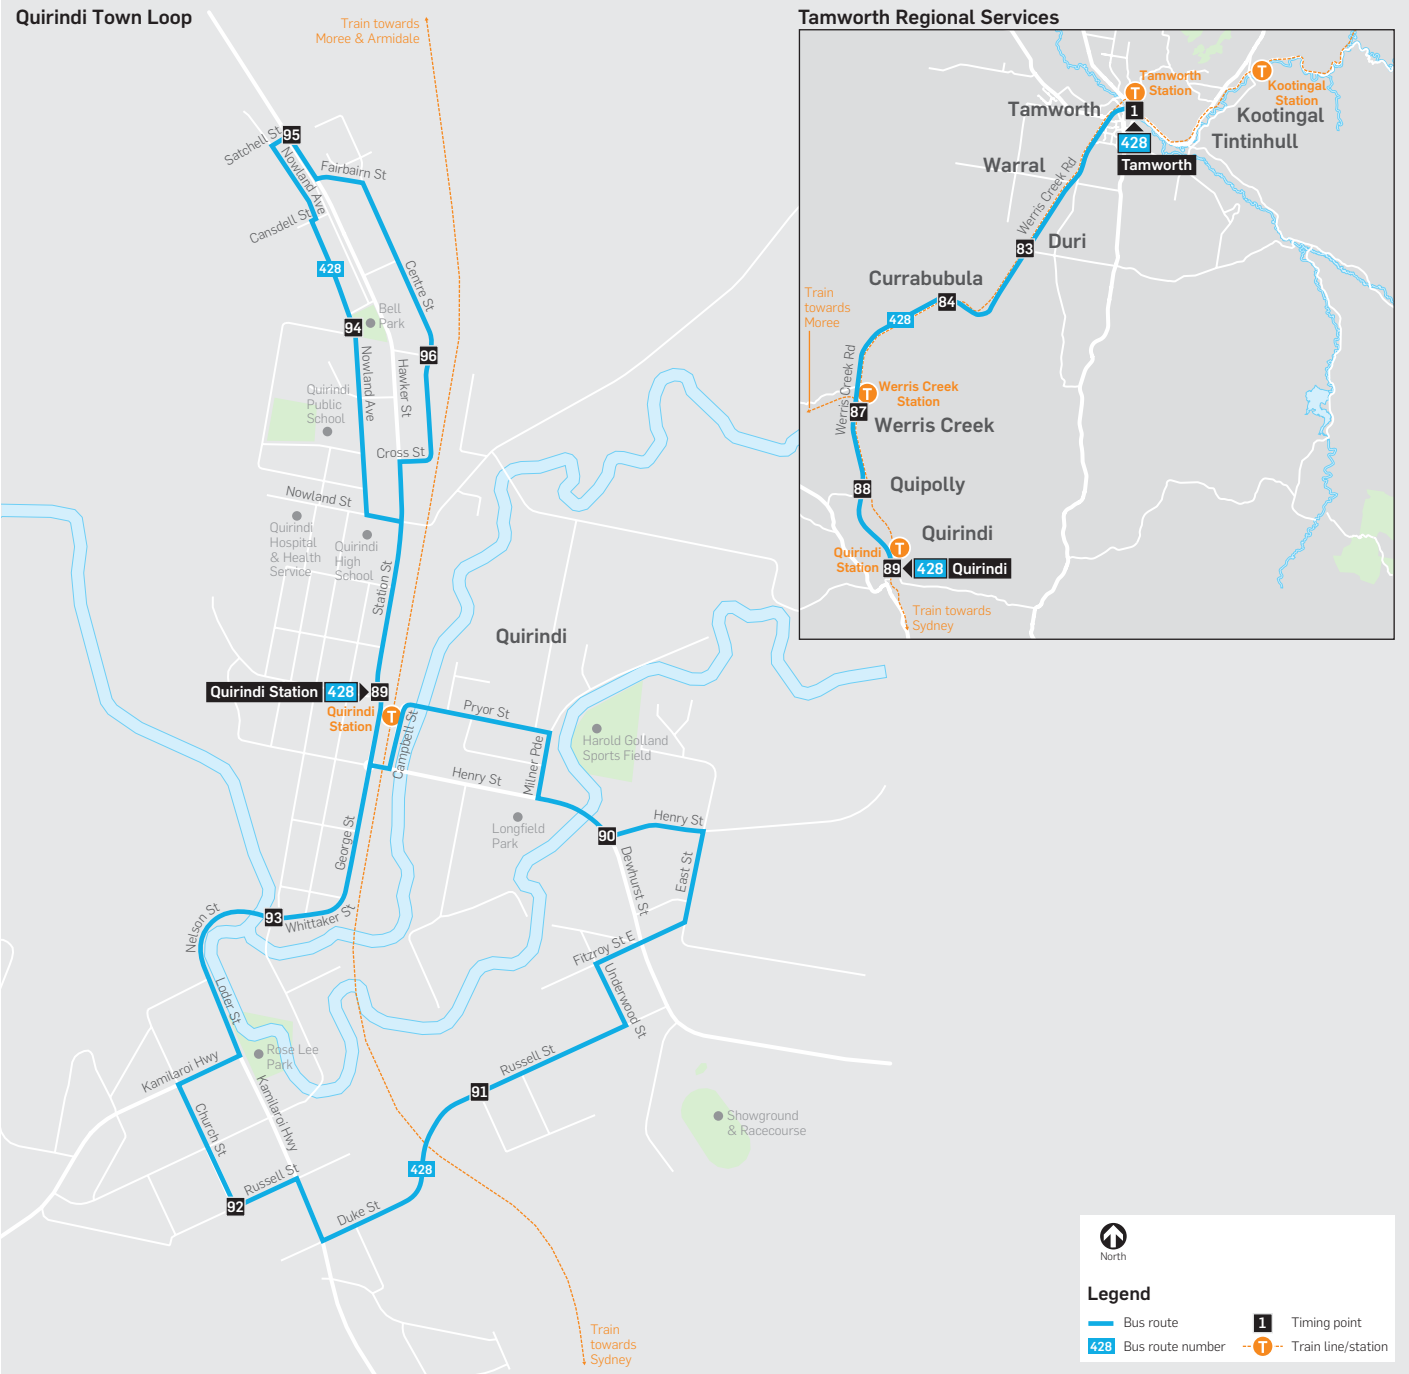 Quirindi Town Loop
Train towards
Moree & Armidale
Satchell St
95
Nowland Ave
Fairbairn St
Cansdell St
428
Centre St
Bell
Park
94
96
Nowland Ave
Hawker St
Quirindi
Public
School
Cross St
Nowland St
Quirindi
Hospital
& Health
Service
Quirindi
High
School
Station St
Quirindi
Quirindi Station
428
89
Quirindi
Station
T
Campbell St
Pryor St
Milner Pde
Harold Golland
Sports Field
Henry St
Longfield
Park
George St
90
Henry St
Dewhurst St
East St
Nelson St
93
Whittaker St
Fitzroy St E
Underwood St
Loder St
Rose Lee
Park
Kamilaroi Hwy
Kamilaroi Hwy
Church St
Russell St
91
Showground
& Racecourse
428
Russell St
92
Duke St
Train
towards
Sydney
Tamworth Regional Services
T
Tamworth
Station
T
Kootingal
Station
Tamworth
1
Kootingal
428
Tamworth
Tintinhull
Warral
Werris Creek Rd
83
Duri
Currabubula
84
Train
towards
Moree
428
Werris Creek Rd
T
Werris Creek
Station
87
Werris Creek
88
Quipolly
Quirindi
T
Quirindi
Station
89
428
Quirindi
Train towards
Sydney
North
Legend
Bus route
1
Timing point
428
Bus route number
T
Train line/station